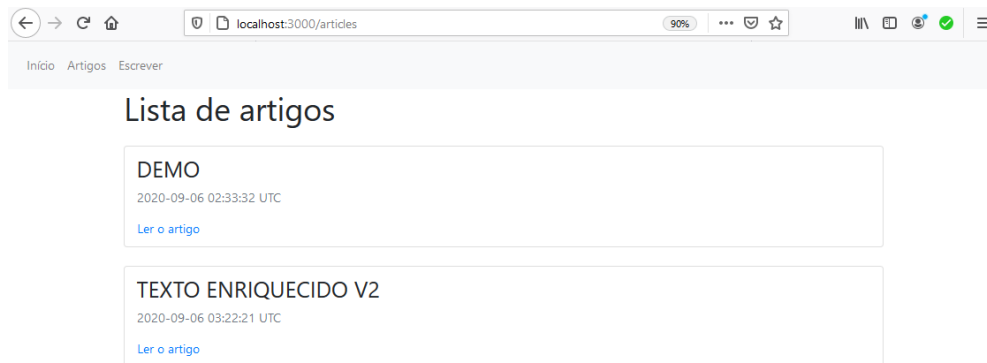 localhost:3000/articles 90%
Início Artigos Escrever
Lista de artigos
DEMO
2020-09-06 02:33:32 UTC
Ler o artigo
TEXTO ENRIQUECIDO V2
2020-09-06 03:22:21 UTC
Ler o artigo